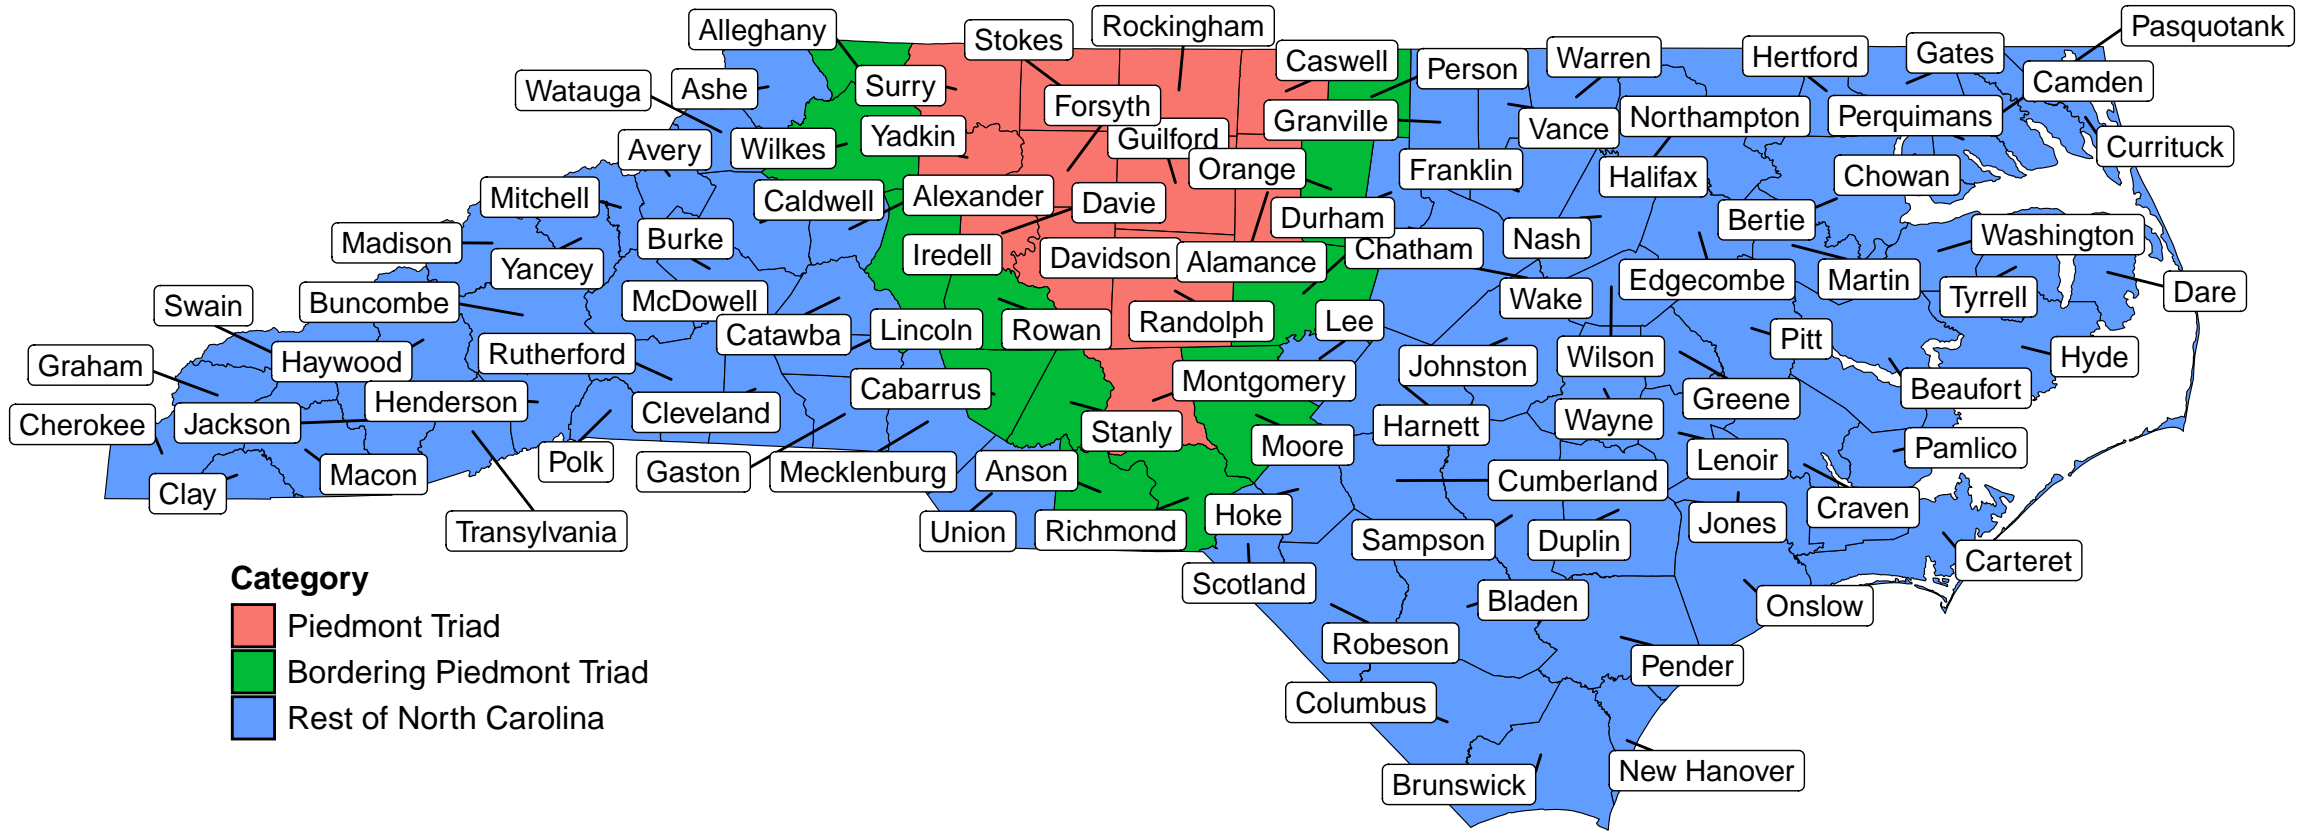 Alleghany
Stokes
Rockingham
Pasquotank
Watauga
Ashe
Surry
Caswell
Person
Warren
Hertford
Gates
Camden
Forsyth
Granville
Vance
Northampton
Perquimans
Currituck
Avery
Wilkes
Yadkin
Guilford
Orange
Franklin
Halifax
Chowan
Mitchell
Caldwell
Alexander
Davie
Durham
Bertie
Madison
Yancey
Burke
Iredell
Davidson
Alamance
Chatham
Nash
Washington
Swain
Buncombe
McDowell
Wake
Edgecombe
Martin
Tyrrell
Dare
Catawba
Lincoln
Rowan
Randolph
Lee
Graham
Haywood
Rutherford
Johnston
Wilson
Pitt
Hyde
Cabarrus
Montgomery
Beaufort
Cherokee
Jackson
Henderson
Cleveland
Stanly
Harnett
Wayne
Greene
Clay
Macon
Polk
Gaston
Mecklenburg
Anson
Moore
Cumberland
Lenoir
Pamlico
Transylvania
Union
Richmond
Hoke
Sampson
Duplin
Jones
Craven
Carteret
Scotland
Bladen
Onslow
Robeson
Pender
Columbus
Brunswick
New Hanover
Category
Piedmont Triad
Bordering Piedmont Triad
Rest of North Carolina